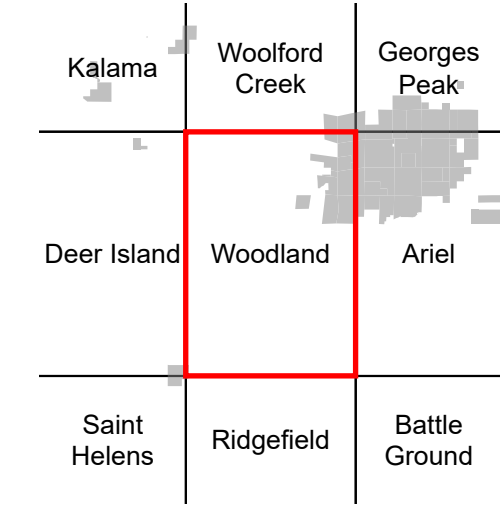 Kalama
Woolford
Creek
Georges
Peak
Deer Island
Woodland
Ariel
Saint
Helens
Ridgefield
Battle
Ground